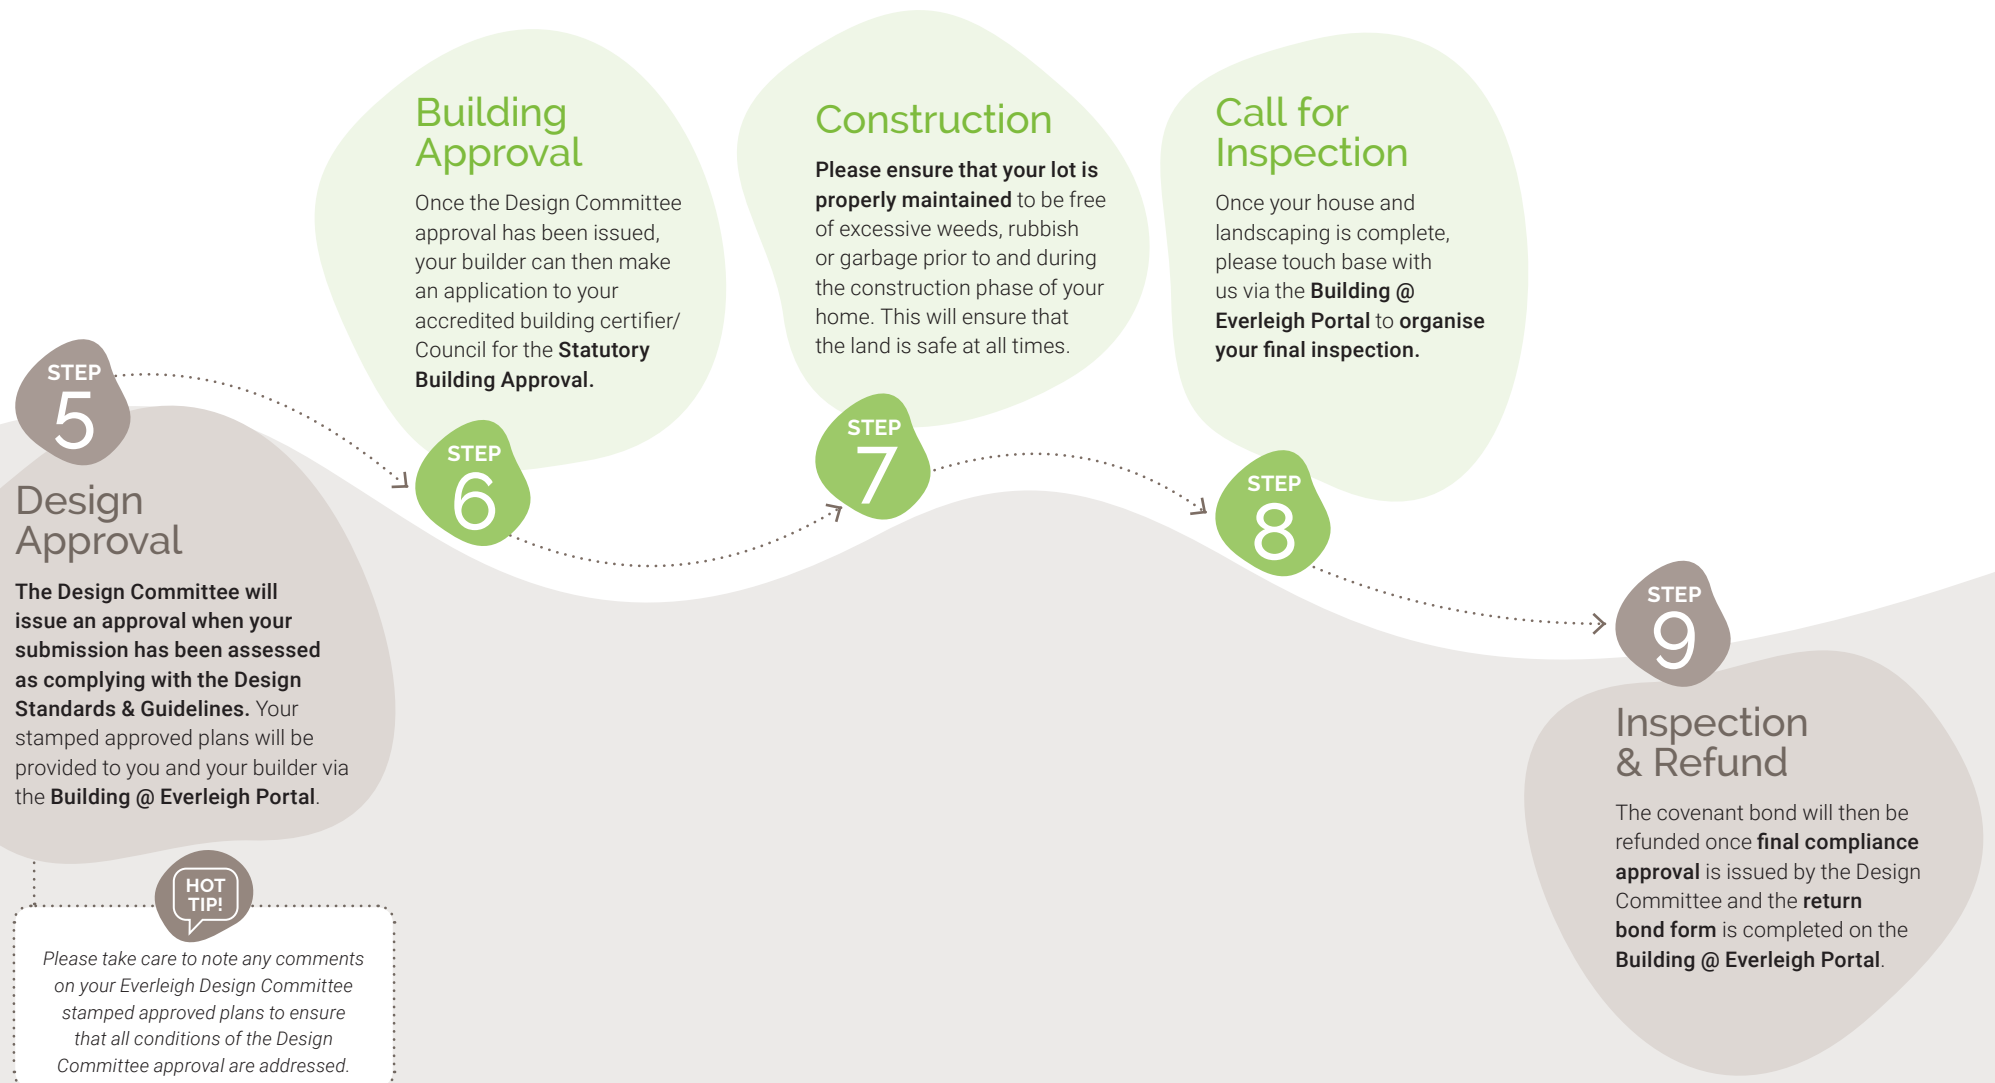 STEP
5
Design
Approval
The Design Committee will
issue an approval when your
submission has been assessed
as complying with the Design
Standards & Guidelines. Your
stamped approved plans will be
provided to you and your builder via
the Building @ Everleigh Portal.
HOT
TIP!
Please take care to note any comments
on your Everleigh Design Committee
stamped approved plans to ensure
that all conditions of the Design
Committee approval are addressed.
Building
Approval
Once the Design Committee
approval has been issued,
your builder can then make
an application to your
accredited building certifier/
Council for the Statutory
Building Approval.
STEP
6
Construction
Please ensure that your lot is
properly maintained to be free
of excessive weeds, rubbish
or garbage prior to and during
the construction phase of your
home. This will ensure that
the land is safe at all times.
STEP
7
Call for
Inspection
Once your house and
landscaping is complete,
please touch base with
us via the Building @
Everleigh Portal to organise
your final inspection.
STEP
8
STEP
9
Inspection
& Refund
The covenant bond will then be
refunded once final compliance
approval is issued by the Design
Committee and the return
bond form is completed on the
Building @ Everleigh Portal.